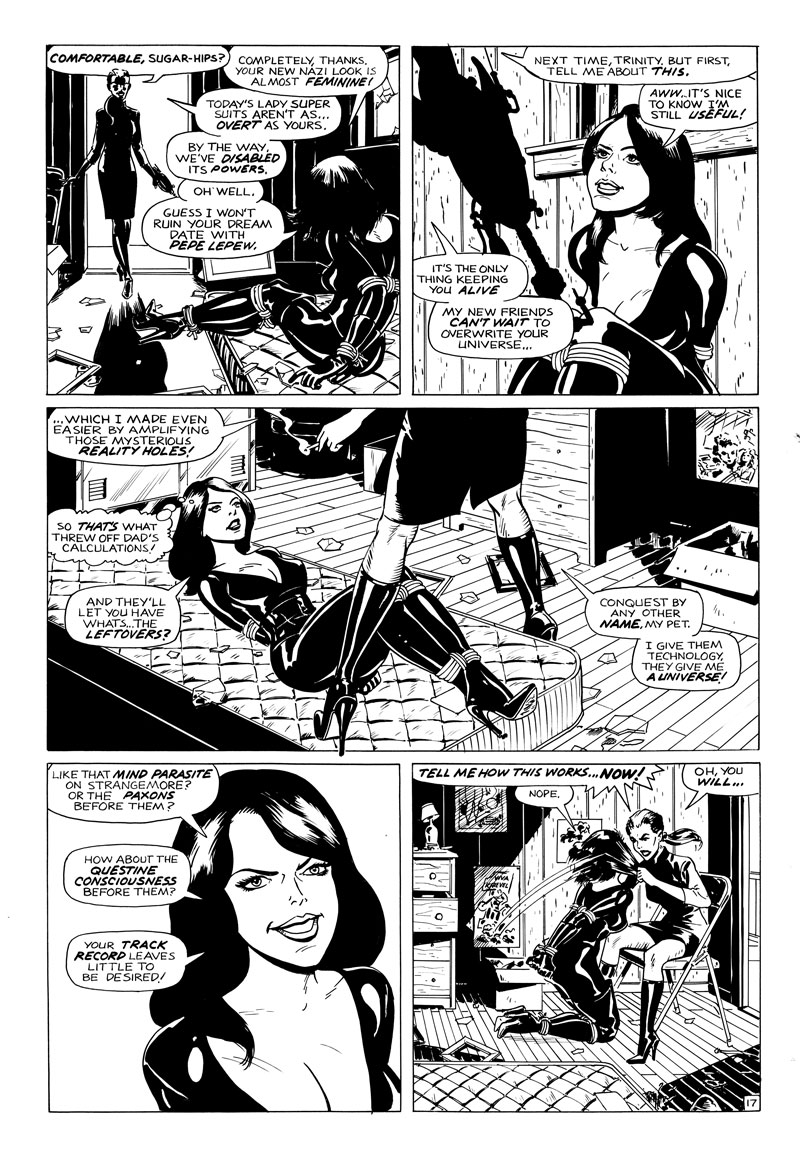 COMFORTABLE, SUGAR-HIPS?
COMPLETELY, THANKS.
YOUR NEW NAZI LOOK IS
ALMOST FEMININE!
TODAY'S LADY SUPER
SUITS AREN'T AS...
OVERT AS YOURS.
BY THE WAY,
WE'VE DISABLED
ITS POWERS.
OH WELL.
GUESS I WON'T
RUIN YOUR DREAM
DATE WITH
PEPE LEPEW.
NEXT TIME, TRINITY. BUT FIRST,
TELL ME ABOUT THIS.
AWW...IT'S NICE
TO KNOW I'M
STILL USEFUL!
IT'S THE ONLY
THING KEEPING
YOU ALIVE
MY NEW FRIENDS
CAN'T WAIT TO
OVERWRITE YOUR
UNIVERSE...
...WHICH I MADE EVEN
EASIER BY AMPLIFYING
THOSE MYSTERIOUS
REALITY HOLES!
SO THAT'S WHAT
THREW OFF DAD'S
CALCULATIONS!
AND THEY'LL
LET YOU HAVE
WHATS...THE
LEFTOVERS?
CONQUEST BY
ANY OTHER
NAME, MY PET.
I GIVE THEM
TECHNOLOGY,
THEY GIVE ME
A UNIVERSE!
LIKE THAT MIND PARASITE
ON STRANGEMORE?
OR THE PAXONS
BEFORE THEM?
HOW ABOUT THE
QUESTINE
CONSCIOUSNESS
BEFORE THEM?
YOUR TRACK
RECORD LEAVES
LITTLE TO
BE DESIRED!
TELL ME HOW THIS WORKS...NOW!
NOPE.
OH, YOU
WILL...
VIVA
17